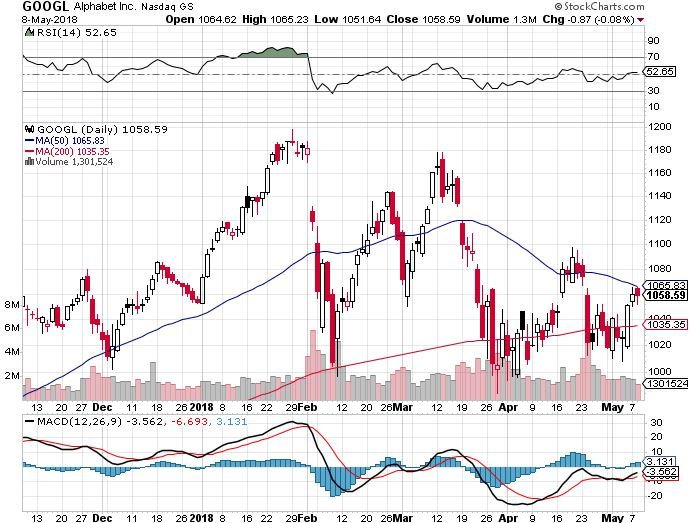 GOOGL Alphabet Inc. Nasdaq GS © StockCharts.com
8-May-2018 Open 1064.62 High 1065.23 Low 1051.64 Close 1058.59 Volume 1.3M Chg -0.87 (-0.08%)
RSI(14) 52.65
90
70
52.65
30
10
GOOGL (Daily) 1058.59
MA(50) 1065.83
MA(200) 1035.35
Volume 1,301,524
1200
1180
1160
1140
1120
1100
1080
1065.83
1058.59
1040
1035.35
1020
1000
1301524
8M
6M
4M
2M
13 20 27 Dec 11 18 26 2018 8 16 22 29 Feb 12 20 26 Mar 12 19 26 Apr 9 16 23 May 7
MACD(12,26,9) -3.562, -6.693, 3.131
30
20
10
3.131
-3.562
-10
-20
13 20 27 Dec 11 18 26 2018 8 16 22 29 Feb 12 20 26 Mar 12 19 26 Apr 9 16 23 May 7